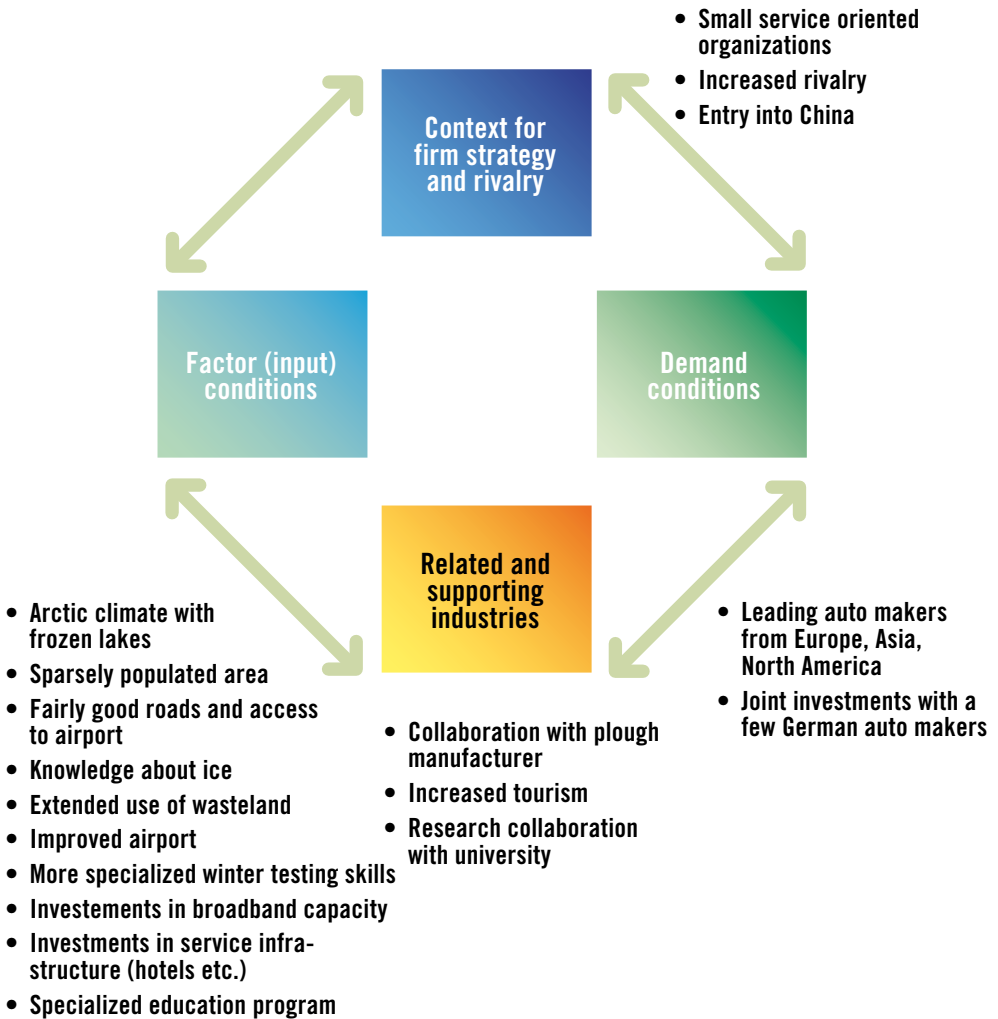 • Small service oriented
organizations
• Increased rivalry
• Entry into China
Context for
firm strategy
and rivalry
Factor (input)
conditions
Demand
conditions
Related and
supporting
industries
• Arctic climate with
frozen lakes
• Sparsely populated area
• Fairly good roads and access
to airport
• Knowledge about ice
• Extended use of wasteland
• Improved airport
• More specialized winter testing skills
• Investements in broadband capacity
• Investments in service infra-
structure (hotels etc.)
• Specialized education program
• Collaboration with plough
manufacturer
• Increased tourism
• Research collaboration
with university
• Leading auto makers
from Europe, Asia,
North America
• Joint investments with a
few German auto makers